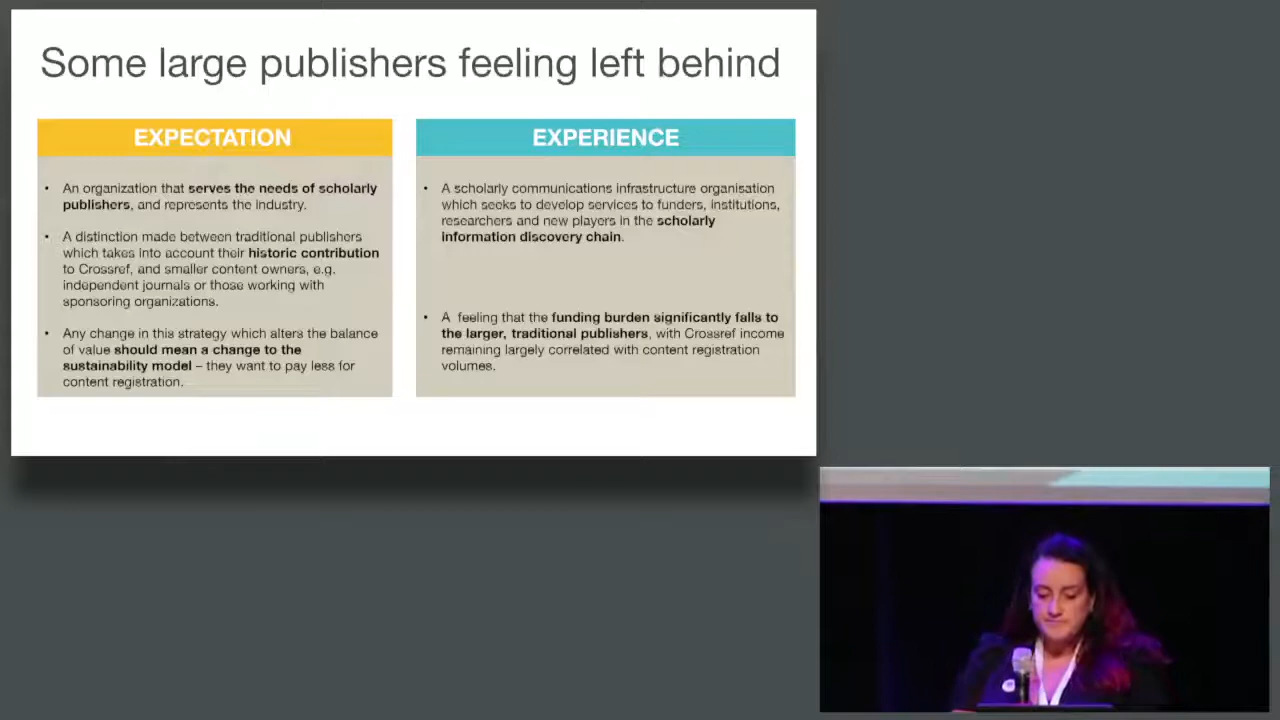 Some large publishers feeling left behind
EXPECTATION
• An organization that serves the needs of scholarly
publishers, and represents the industry.
• A distinction made between traditional publishers
which takes into account their historic contribution
to Crossref, and smaller content owners, e.g.
independent journals or those working with
sponsoring organizations.
• Any change in this strategy which alters the balance
of value should mean a change to the
sustainability model – they want to pay less for
content registration.
EXPERIENCE
• A scholarly communications infrastructure organisation
which seeks to develop services to funders, institutions,
researchers and new players in the scholarly
information discovery chain.
• A feeling that the funding burden significantly falls to
the larger, traditional publishers, with Crossref income
remaining largely correlated with content registration
volumes.